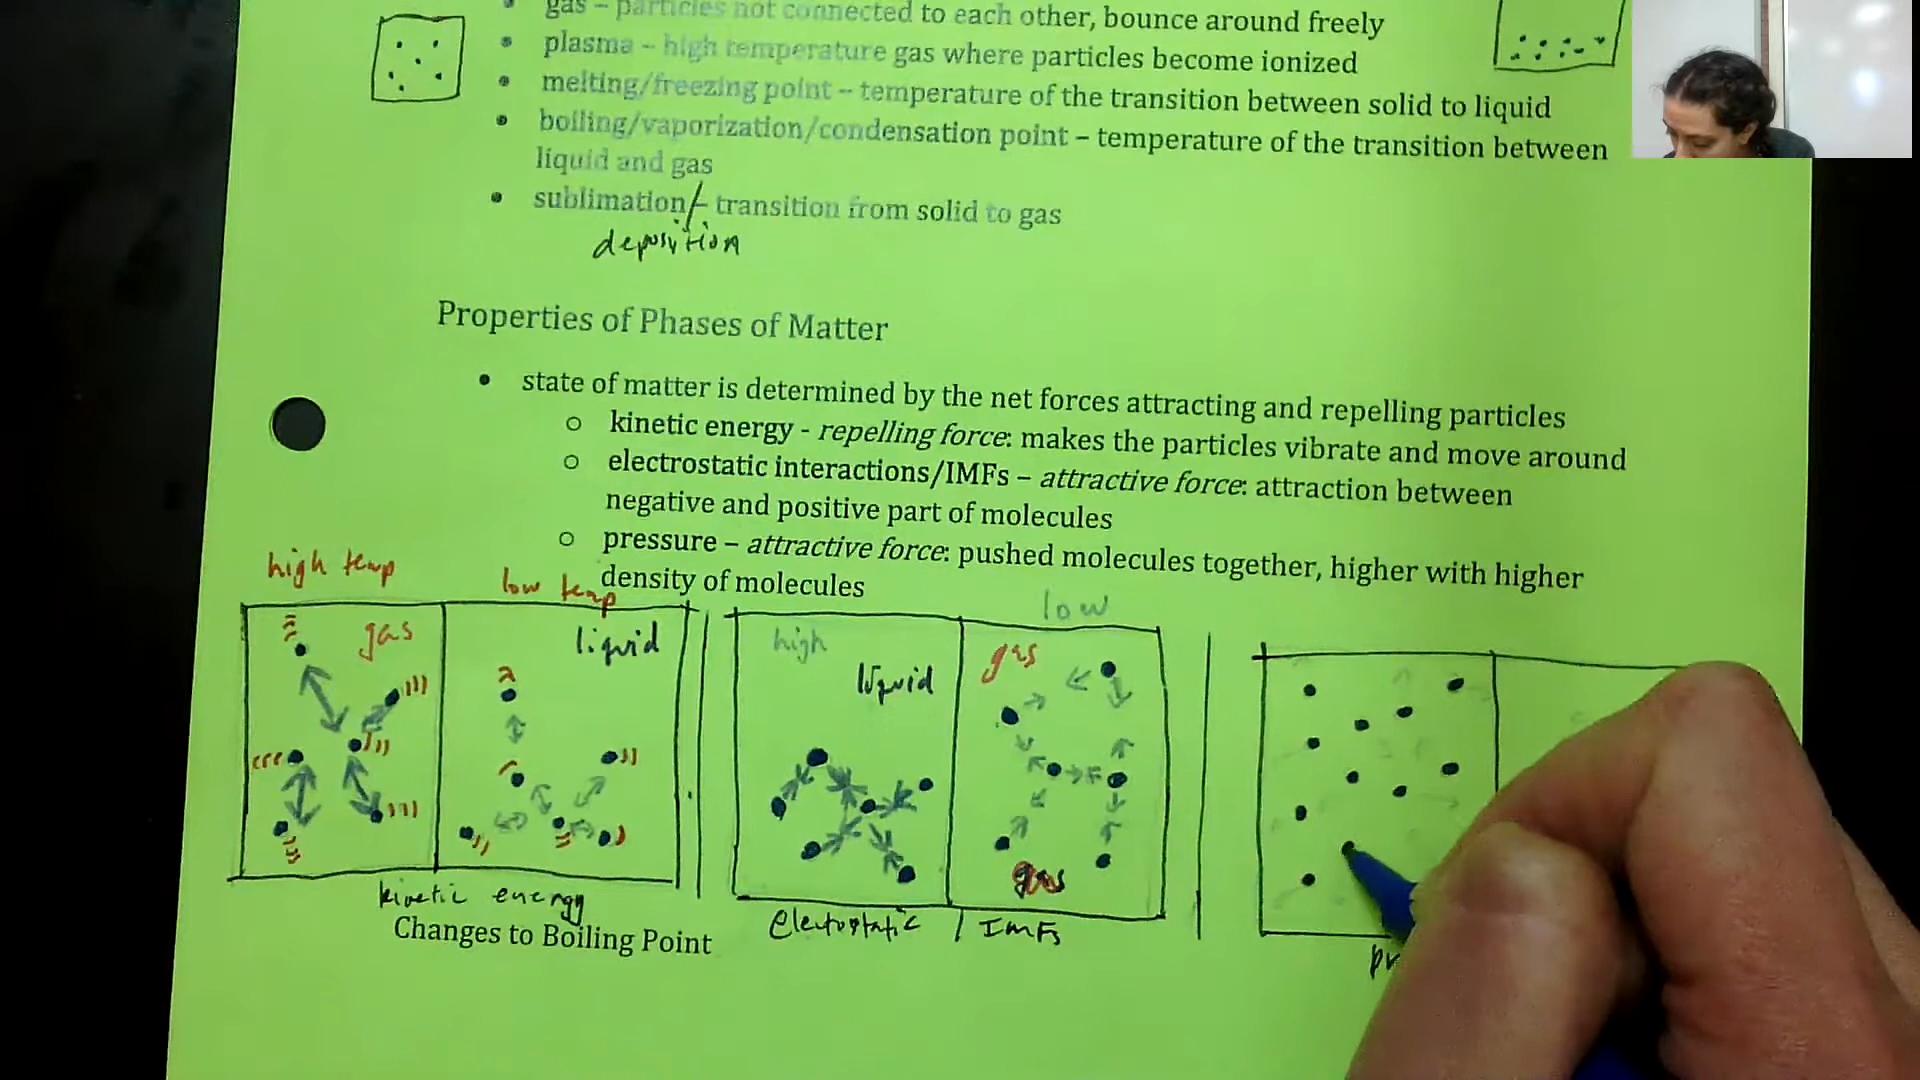 gas – particles not connected to each other, bounce around freely
plasma – high temperature gas where particles become ionized
melting/freezing point – temperature of the transition between solid to liquid
boiling/vaporization/condensation point – temperature of the transition between
liquid and gas
sublimation/– transition from solid to gas
deposition
Properties of Phases of Matter
state of matter is determined by the net forces attracting and repelling particles
kinetic energy - repelling force: makes the particles vibrate and move around
electrostatic interactions/IMFs – attractive force: attraction between
negative and positive part of molecules
pressure – attractive force: pushed molecules together, higher with higher
density of molecules
high temp
low temp
gas
liquid
kinetic energy
high
low
liquid
gas
gas
Electostatic / IMFs
Changes to Boiling Point